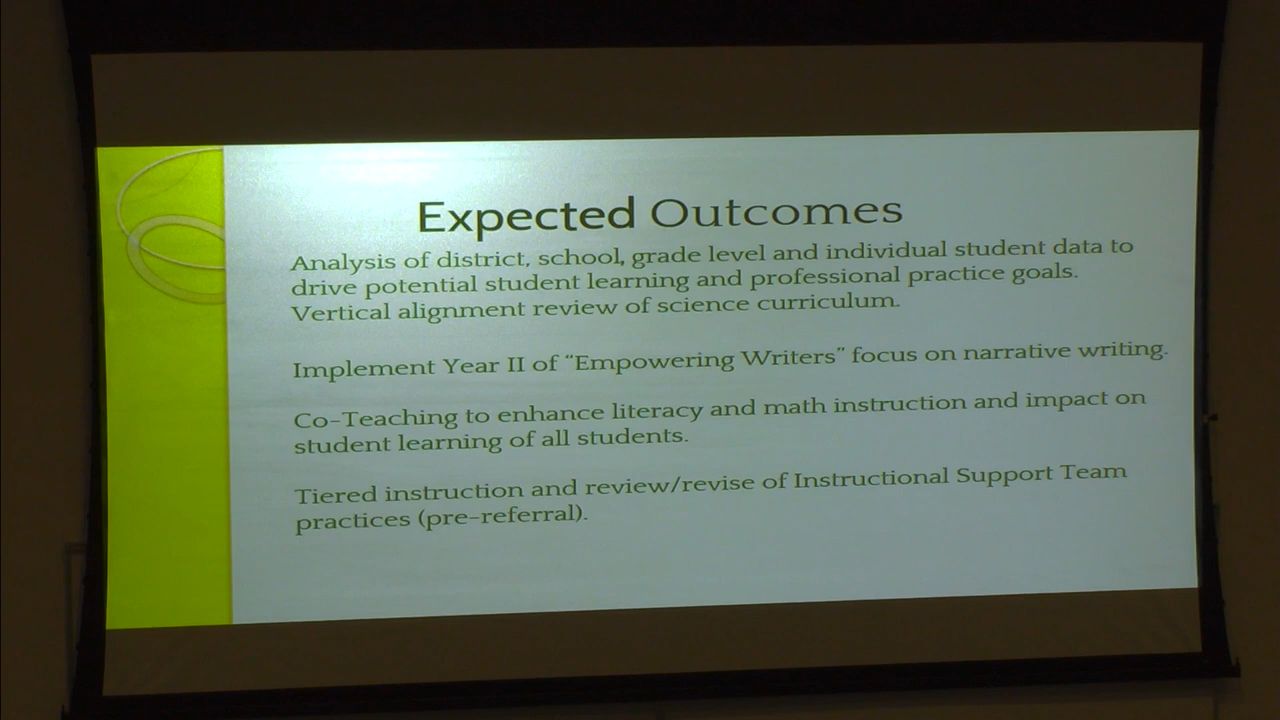 Expected Outcomes
Analysis of district, school, grade level and individual student data to
drive potential student learning and professional practice goals.
Vertical alignment review of science curriculum.
Implement Year II of “Empowering Writers” focus on narrative writing.
Co-Teaching to enhance literacy and math instruction and impact on
student learning of all students.
Tiered instruction and review/revise of Instructional Support Team
practices (pre-referral).